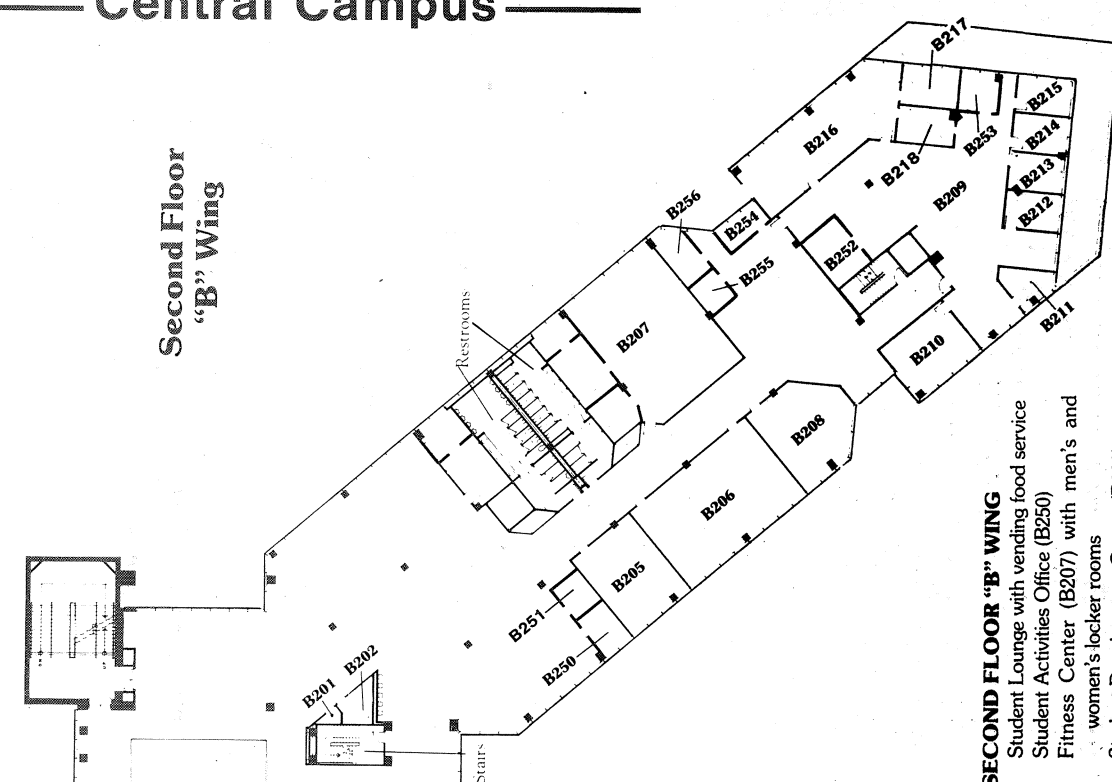 Central Campus
Second Floor
“B” Wing
B217
B215
B214
B213
B212
B253
B218
B216
B209
B256
B254
B255
B252
B211
B210
Restrooms
B207
B208
B206
B205
B251
B250
B202
B201
Stairs
SECOND FLOOR “B” WING
Student Lounge with vending food service
Student Activities Office (B250)
Fitness Center (B207) with men's and
women's locker rooms